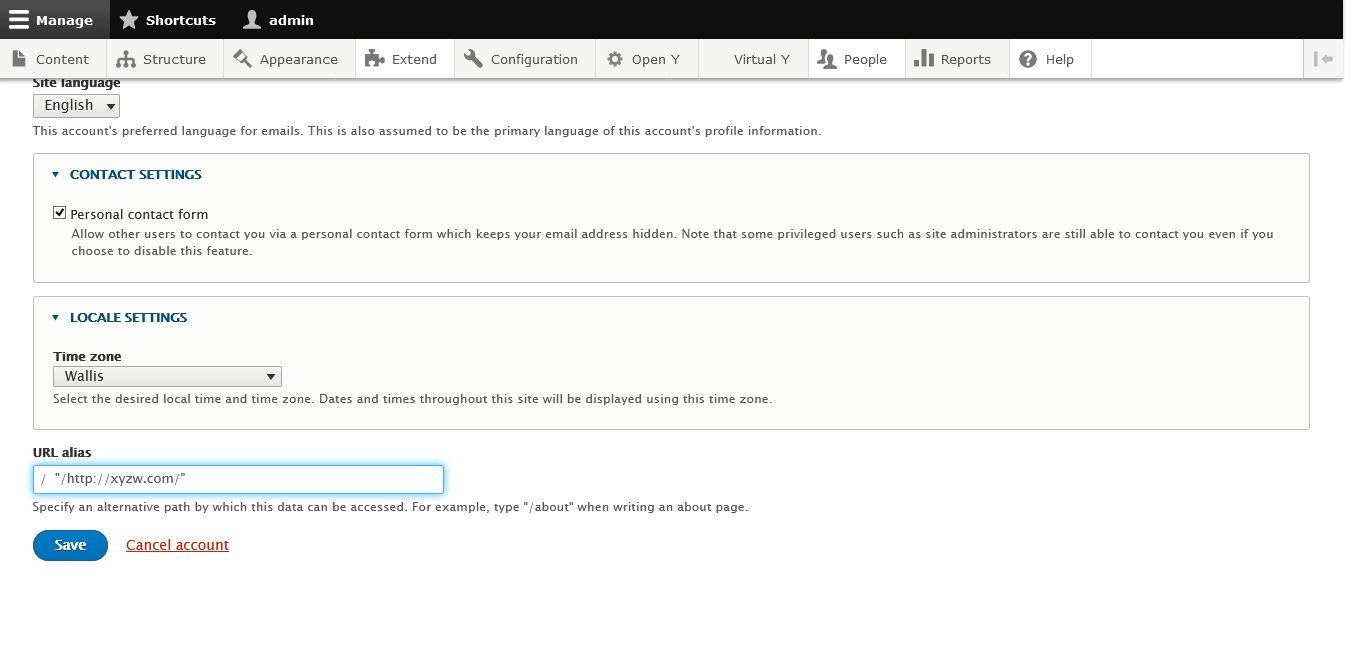 Manage Shortcuts admin
Content Structure Appearance Extend Configuration Open Y Virtual Y People Reports Help
Site language
English
This account's preferred language for emails. This is also assumed to be the primary language of this account's profile information.
CONTACT SETTINGS
Personal contact form
Allow other users to contact you via a personal contact form which keeps your email address hidden. Note that some privileged users such as site administrators are still able to contact you even if you
choose to disable this feature.
LOCALE SETTINGS
Time zone
Wallis
Select the desired local time and time zone. Dates and times throughout this site will be displayed using this time zone.
URL alias
/ "/http://xyzw.com/"
Specify an alternative path by which this data can be accessed. For example, type "/about" when writing an about page.
Save Cancel account